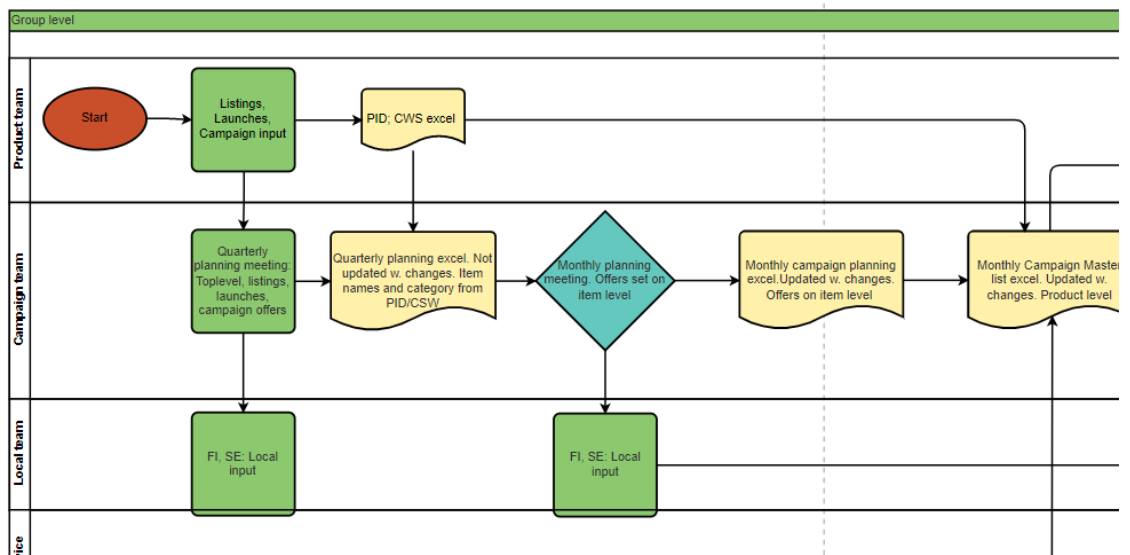 Group level
Product team
Start
Listings,
Launches,
Campaign input
PID; CWS excel
Campaign team
Quarterly
planning meeting:
Toplevel, listings,
launches,
campaign offers
Quarterly planning excel. Not
updated w. changes. Item
names and category from
PID/CSW
Monthly planning
meeting. Offers set on
item level
Monthly campaign planning
excel.Updated w. changes.
Offers on item level
Monthly Campaign Master
list excel. Updated w.
changes. Product level
Local team
FI, SE: Local
input
FI, SE: Local
input